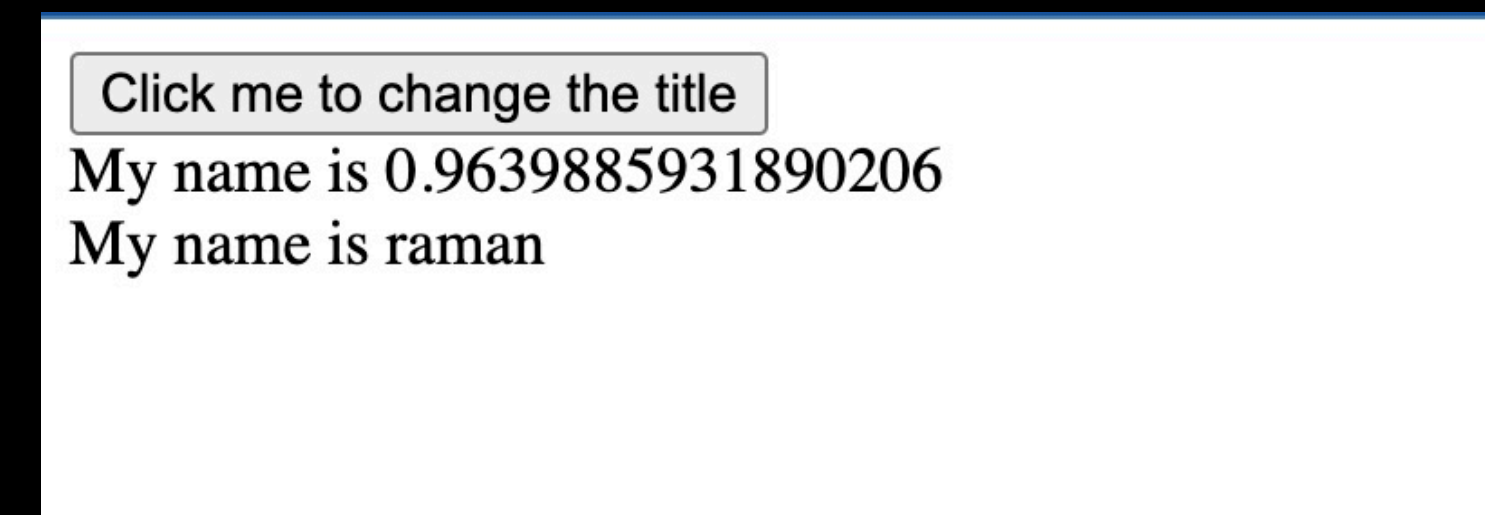 Click me to change the title
My name is 0.9639885931890206
My name is raman